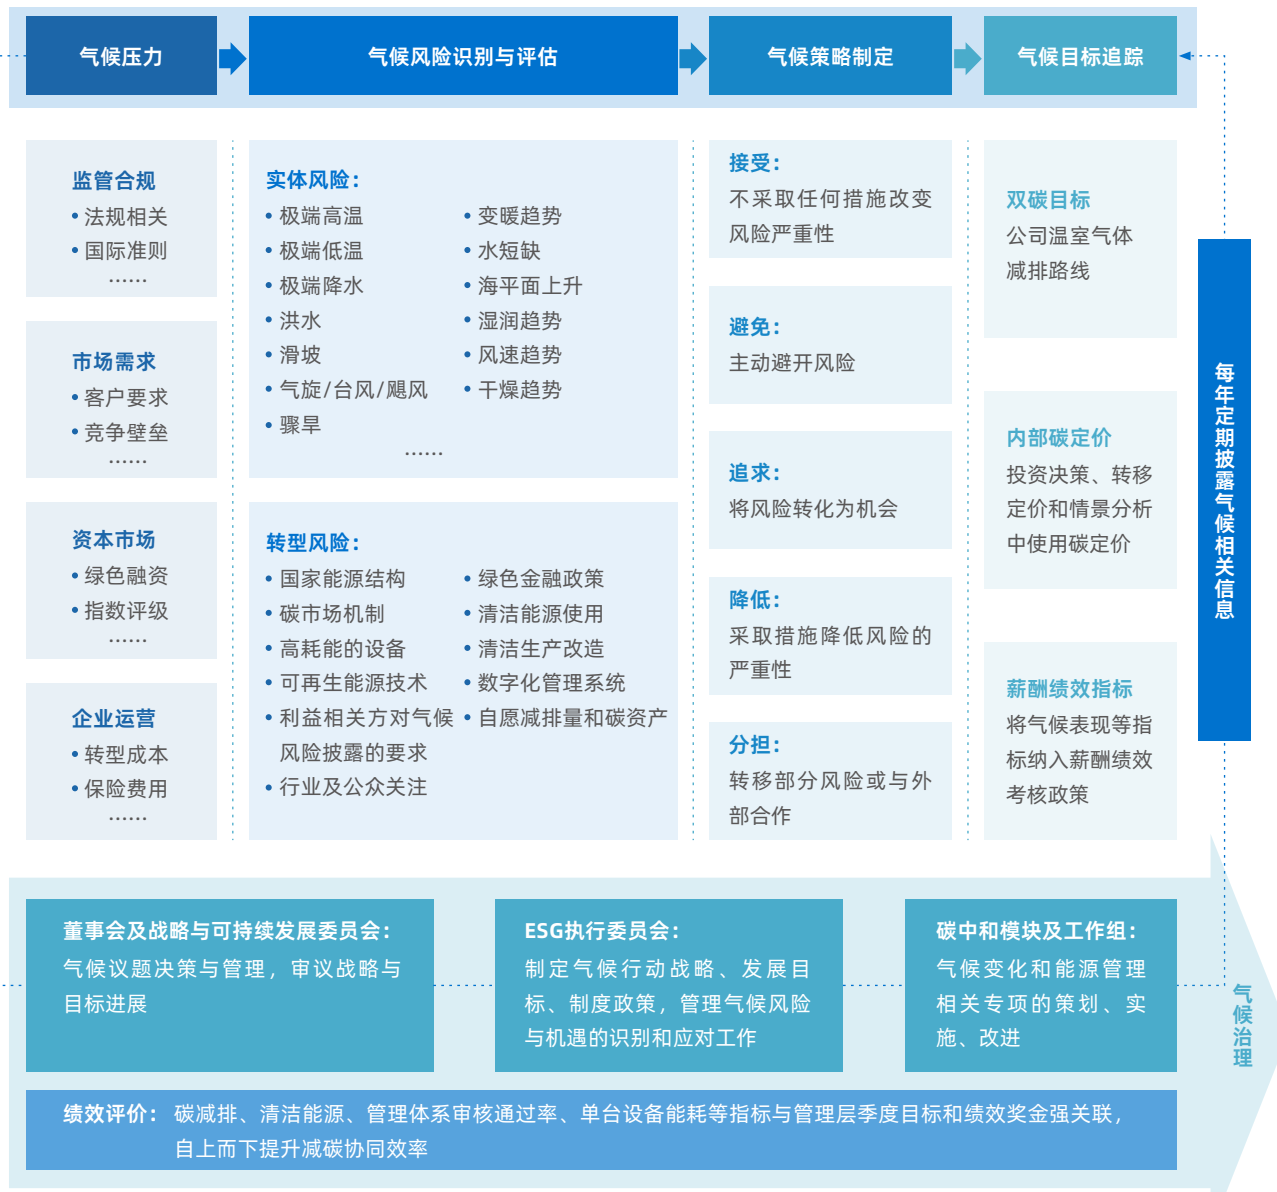 气候压力
气候风险识别与评估
气候策略制定
气候目标追踪
监管合规
• 法规相关
• 国际准则
……
市场需求
• 客户要求
• 竞争壁垒
……
资本市场
• 绿色融资
• 指数评级
……
企业运营
• 转型成本
• 保险费用
……
实体风险：
• 极端高温
• 极端低温
• 极端降水
• 洪水
• 滑坡
• 气旋/台风/飓风
• 骤旱
• 变暖趋势
• 水短缺
• 海平面上升
• 湿润趋势
• 风速趋势
• 干燥趋势
……
转型风险：
• 国家能源结构
• 碳市场机制
• 高耗能的设备
• 可再生能源技术
• 利益相关方对气候
风险披露的要求
• 行业及公众关注
• 绿色金融政策
• 清洁能源使用
• 清洁生产改造
• 数字化管理系统
• 自愿减排量和碳资产
接受：
不采取任何措施改变
风险严重性
避免：
主动避开风险
追求：
将风险转化为机会
降低：
采取措施降低风险的
严重性
分担：
转移部分风险或与外
部合作
双碳目标
公司温室气体
减排路线
内部碳定价
投资决策、转移
定价和情景分析
中使用碳定价
薪酬绩效指标
将气候表现等指
标纳入薪酬绩效
考核政策
每年定期披露气候相关信息
董事会及战略与可持续发展委员会：
气候议题决策与管理，审议战略与
目标进展
ESG执行委员会：
制定气候行动战略、发展目
标、制度政策，管理气候风险
与机遇的识别和应对工作
碳中和模块及工作组：
气候变化和能源管理
相关专项的策划、实
施、改进
气候治理
绩效评价： 碳减排、清洁能源、管理体系审核通过率、单台设备能耗等指标与管理层季度目标和绩效奖金强关联，
自上而下提升减碳协同效率